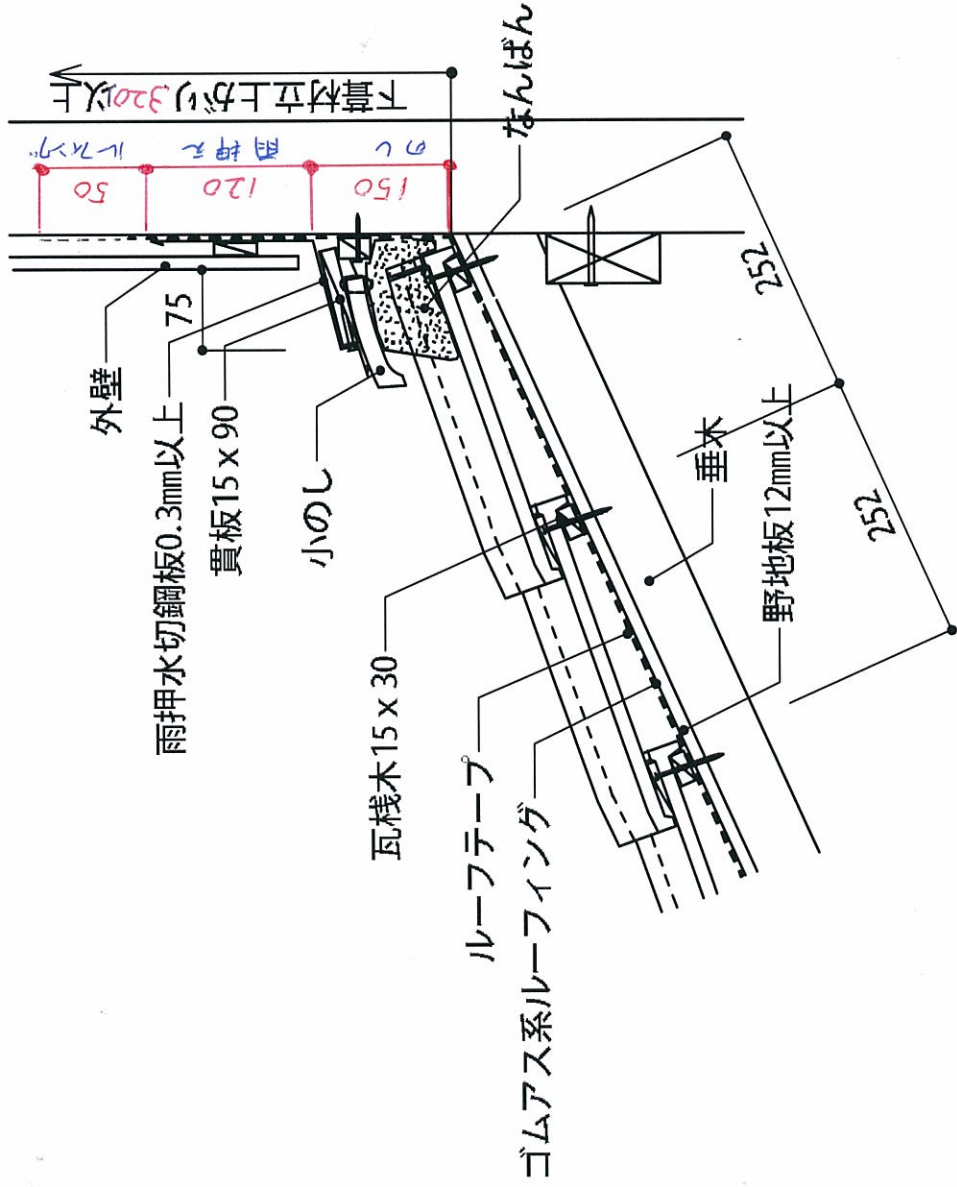 下葺材立上がり320以上
ルーフィング
雨押え
のし
50
120
150
なんばん
外壁
75
雨押水切鋼板0.3mm以上
貫板15 x 90
小のし
瓦桟木15 x 30
ルーフテープ
ゴムアス系ルーフィング
252
252
垂木
野地板12mm以上